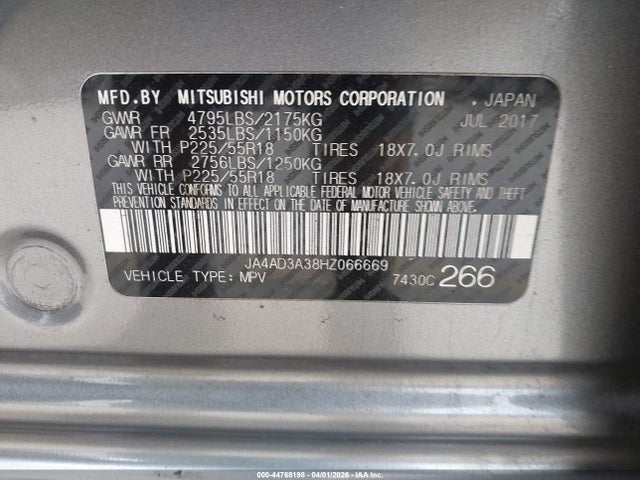 MFD.BY MITSUBISHI MOTORS CORPORATION . JAPAN
GVWR 4795LBS/2175KG JUL 2017
GAWR FR 2535LBS/1150KG
WITH P225/55R18 TIRES 18X7.0J RIMS
GAWR RR 2756LBS/1250KG
WITH P225/55R18 TIRES 18X7.0J RIMS
THIS VEHICLE CONFORMS TO ALL APPLICABLE FEDERAL MOTOR VEHICLE SAFETY AND THEFT
PREVENTION STANDARDS IN EFFECT ON THE DATE OF MANUFACTURE SHOWN ABOVE.
JA4AD3A38HZ066669
VEHICLE TYPE: MPV 7430C 266
000-44768198 04/01/2026 IAA Inc.